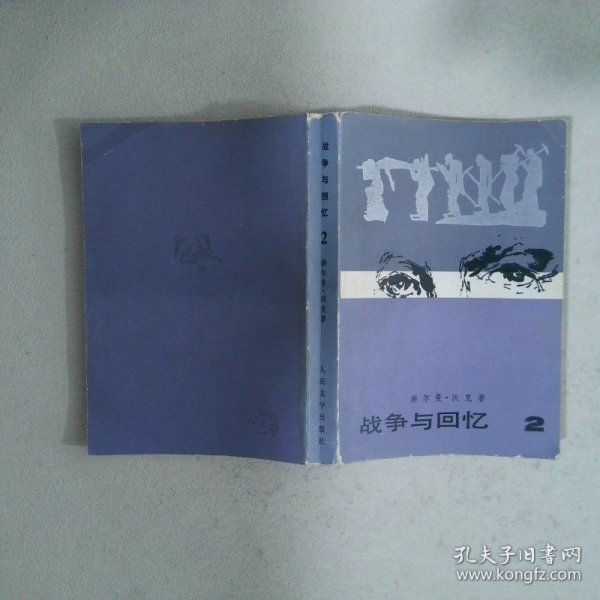 战争与回忆
2
赫尔曼·沃克著
人民文学出版社
赫尔曼·沃克著
战争与回忆 2
孔夫子旧书网
www.kongfz.com